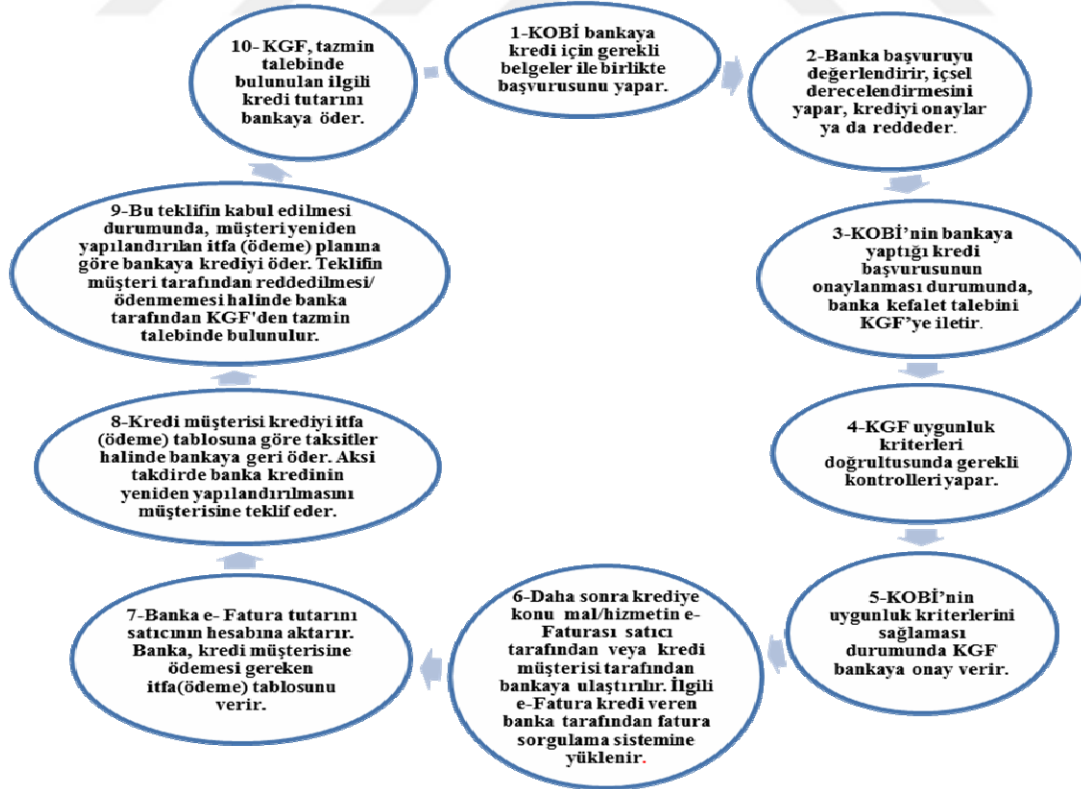 1-KOBİ bankaya
kredi için gerekli
belgeler ile birlikte
başvurusunu yapar.
2-Banka başvuruyu
değerlendirir, içsel
derecelendirmesini
yapar, krediyi onaylar
ya da reddeder.
3-KOBİ’nin bankaya
yaptığı kredi
başvurusunun
onaylanması durumunda,
banka kefalet talebini
KGF’ye iletir.
4-KGF uygunluk
kriterleri
doğrultusunda gerekli
kontrolleri yapar.
5-KOBİ’nin
uygunluk kriterlerini
sağlaması
durumunda KGF
bankaya onay verir.
6-Daha sonra krediye
konu mal/hizmetin e-
Faturası satıcı
tarafından veya kredi
müşterisi tarafından
bankaya ulaştırılır. İlgili
e-Fatura kredi veren
banka tarafından fatura
sorgulama sistemine
yüklenir.
7-Banka e- Fatura tutarını
satıcının hesabına aktarır.
Banka, kredi müşterisine
ödemesi gereken
itfa(ödeme) tablosunu
verir.
8-Kredi müşterisi krediyi itfa
(ödeme) tablosuna göre taksitler
halinde bankaya geri öder. Aksi
takdirde banka kredinin
yeniden yapılandırılmasını
müşterisine teklif eder.
9-Bu teklifin kabul edilmesi
durumunda, müşteri yeniden
yapılandırılan itfa (ödeme) planına
göre bankaya krediyi öder. Teklifin
müşteri tarafından reddedilmesi/
ödenmemesi halinde banka
tarafından KGF'den tazmin
talebinde bulunulur.
10- KGF, tazmin
talebinde
bulunulan ilgili
kredi tutarını
bankaya öder.